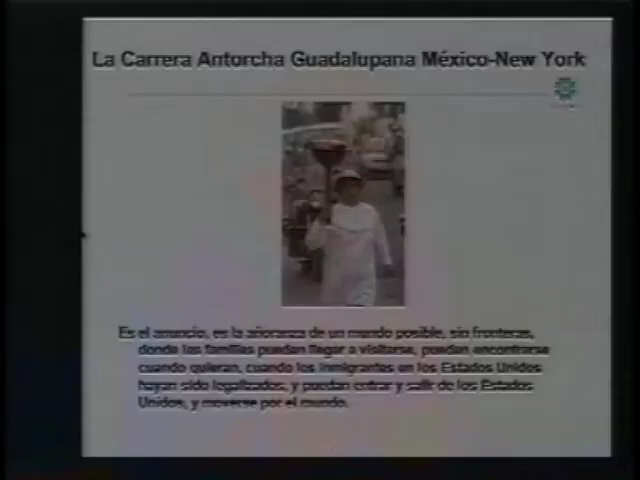 La Carrera Antorcha Guadalupana México-New York
Es el anuncio, es la añoranza de un mundo posible, sin fronteras,
donde las familias puedan llegar a visitarse, puedan encontrarse
cuando quieran, cuando los inmigrantes en los Estados Unidos
hayan sido legalizados, y puedan entrar y salir de los Estados
Unidos, y moverse por el mundo.